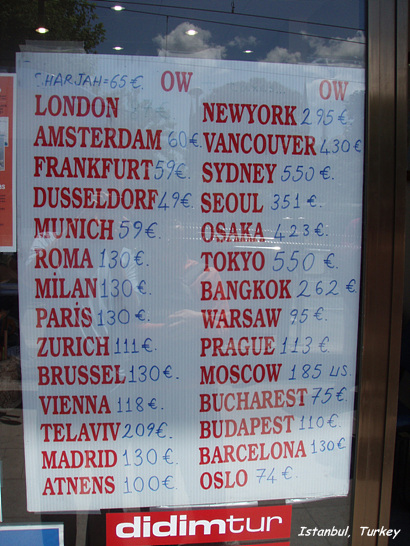 SHARJAH=65€. OW
LONDON
AMSTERDAM 60€.
FRANKFURT 59€.
DUSSELDORF 49€.
MUNICH 59€.
ROMA 130€.
MİLAN 130€.
PARİS 130€.
ZURICH 111€.
BRUSSEL 130€.
VIENNA 118€.
TELAVIV 209€.
MADRID 130€.
ATNENS 100€.
OW
NEWYORK 295€.
VANCOUVER 430€
SYDNEY 550€.
SEOUL 351€.
OSAKA 423€.
TOKYO 550€.
BANGKOK 262€.
WARSAW 95€.
PRAGUE 113€.
MOSCOW 185 US.
BUCHAREST 75€.
BUDAPEST 110€.
BARCELONA 130€
OSLO 74€.
didimtur
Istanbul, Turkey